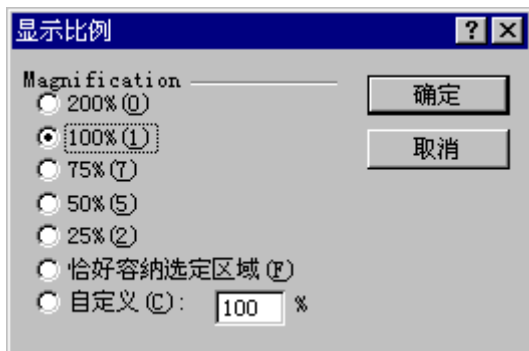 显示比例
Magnification
200%(0)
100%(1)
75%(7)
50%(5)
25%(2)
恰好容纳选定区域(F)
自定义(C): 100 %
确定
取消